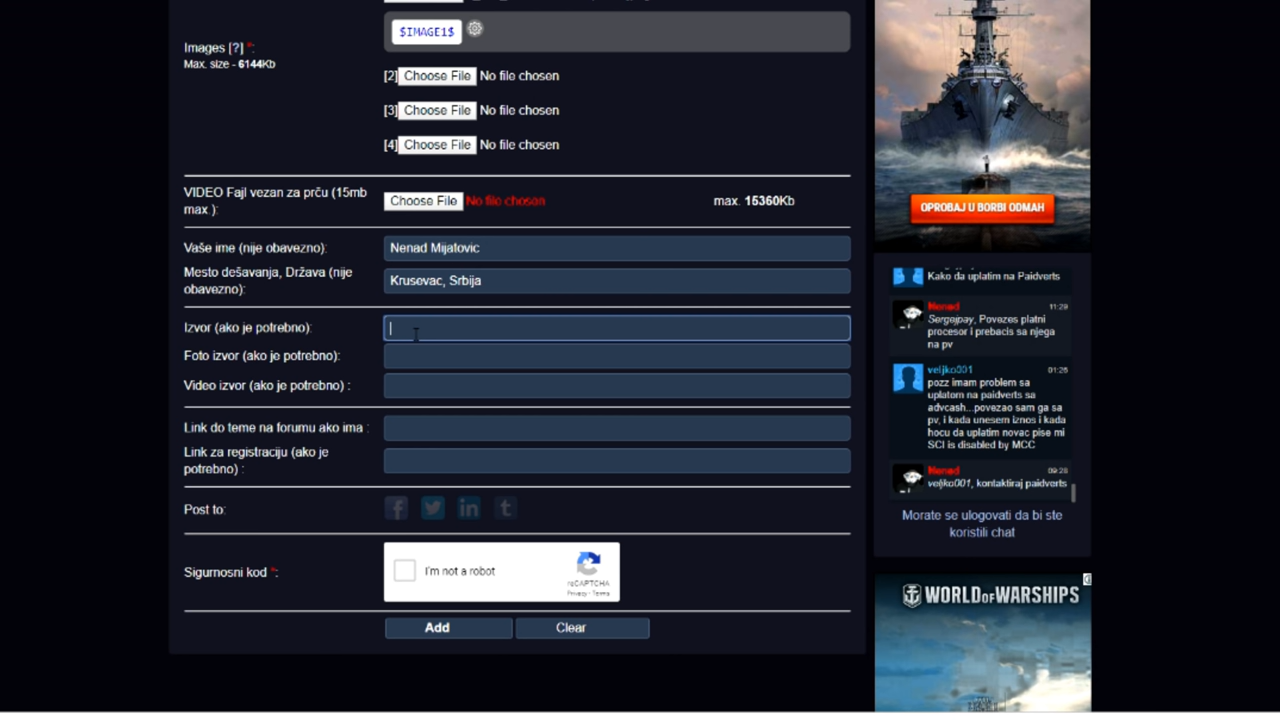 $IMAGE1$
Images [?] *:
Max. size - 6144Kb
[2] Choose File No file chosen
[3] Choose File No file chosen
[4] Choose File No file chosen
VIDEO Fajl vezan za prču (15mb
max ):
Choose File No file chosen
max. 15360Kb
Vaše ime (nije obavezno):
Nenad Mijatovic
Mesto dešavanja, Država (nije
obavezno):
Krusevac, Srbija
Izvor (ako je potrebno):
Foto izvor (ako je potrebno):
Video izvor (ako je potrebno) :
Link do teme na forumu ako ima :
Link za registraciju (ako je
potrebno) :
Post to:
Sigurnosni kod *:
I'm not a robot
reCAPTCHA
Privacy - Terms
Add
Clear
OPROBAJ U BORBI ODMAH
Kako da uplatim na Paidverts
Nenad 11:29
Sergejpay, Povezes platni
procesor i prebacis sa njega
na pv
veljko001 01:26
pozz imam problem sa
uplatom na paidverts sa
advcash...povezao sam ga sa
pv, i kada unesem iznos i kada
hocu da uplatim novac pise mi
SCI is disabled by MCC
Nenad 09:28
veljko001, kontaktiraj paidverts
Morate se ulogovati da bi ste
koristili chat
WORLD OF WARSHIPS